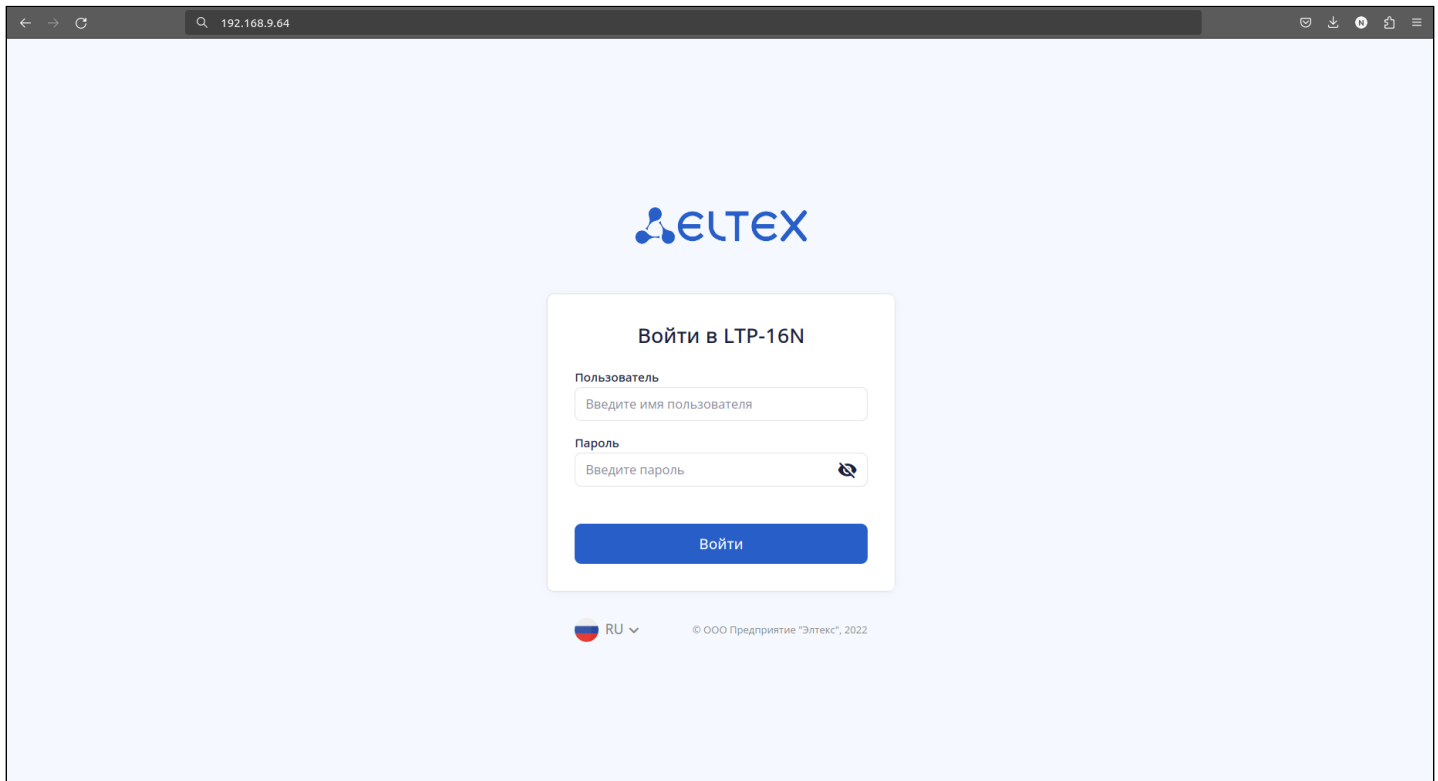 192.168.9.64
N
ELTEX
Войти в LTP-16N
Пользователь
Введите имя пользователя
Пароль
Введите пароль
Войти
RU
© ООО Предприятие "Элтекс", 2022